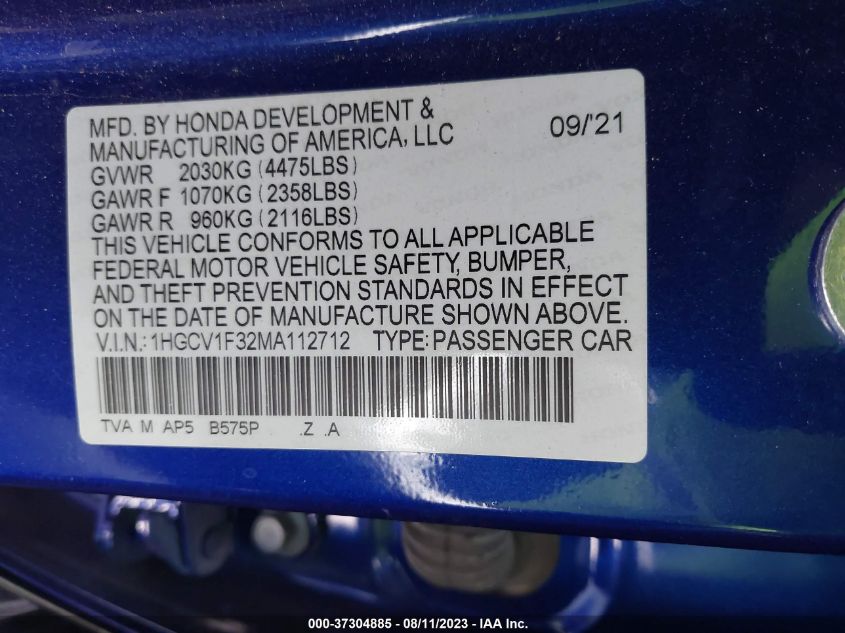 MFD. BY HONDA DEVELOPMENT &
MANUFACTURING OF AMERICA, LLC 09/'21
GVWR 2030KG (4475LBS)
GAWR F 1070KG (2358LBS)
GAWR R 960KG (2116LBS)
THIS VEHICLE CONFORMS TO ALL APPLICABLE
FEDERAL MOTOR VEHICLE SAFETY, BUMPER,
AND THEFT PREVENTION STANDARDS IN EFFECT
ON THE DATE OF MANUFACTURE SHOWN ABOVE.
V.I.N.: 1HGCV1F32MA112712 TYPE: PASSENGER CAR
TVA M AP5 B575P .Z .A
000-37304885 - 08/11/2023 - IAA Inc.